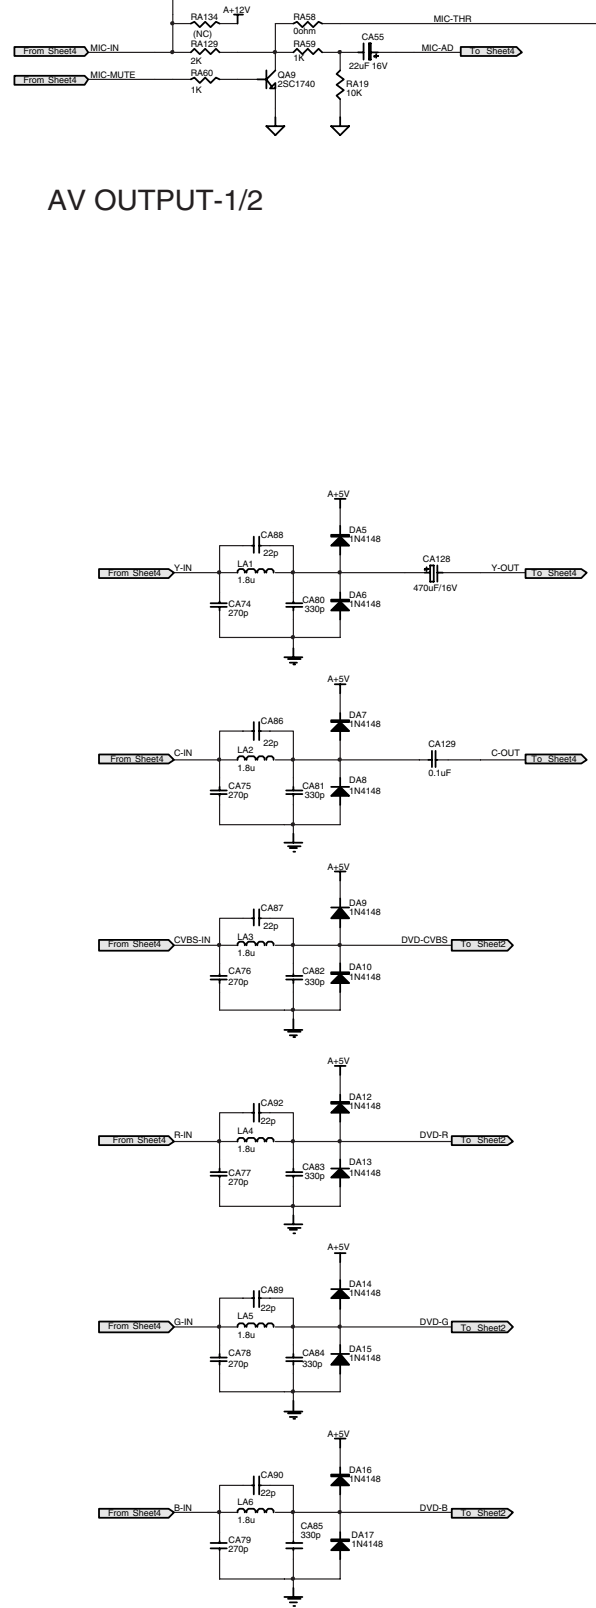 A+12V
RA134
(NC)
RA58
0ohm
MIC-THR
From Sheet4
MIC-IN
RA129
2K
RA59
1K
CA55
22uF 16V
MIC-AD
To Sheet4
From Sheet4
MIC-MUTE
RA60
1K
QA9
2SC1740
RA19
10K
AV OUTPUT-1/2
A+5V
CA88
22p
DA5
1N4148
From Sheet4
Y-IN
LA1
1.8u
CA128
470uF/16V
Y-OUT
To Sheet4
CA74
270p
CA80
330p
DA6
1N4148
A+5V
CA86
22p
DA7
1N4148
From Sheet4
C-IN
LA2
1.8u
CA129
0.1uF
C-OUT
To Sheet4
CA75
270p
CA81
330p
DA8
1N4148
A+5V
CA87
22p
DA9
1N4148
From Sheet4
CVBS-IN
LA3
1.8u
DVD-CVBS
To Sheet2
CA76
270p
CA82
330p
DA10
1N4148
A+5V
CA92
22p
DA12
1N4148
From Sheet4
R-IN
LA4
1.8u
DVD-R
To Sheet2
CA77
270p
CA83
330p
DA13
1N4148
A+5V
CA89
22p
DA14
1N4148
From Sheet4
G-IN
LA5
1.8u
DVD-G
To Sheet2
CA78
270p
CA84
330p
DA15
1N4148
A+5V
CA90
22p
DA16
1N4148
From Sheet4
B-IN
LA6
1.8u
DVD-B
To Sheet2
CA79
270p
CA85
330p
DA17
1N4148